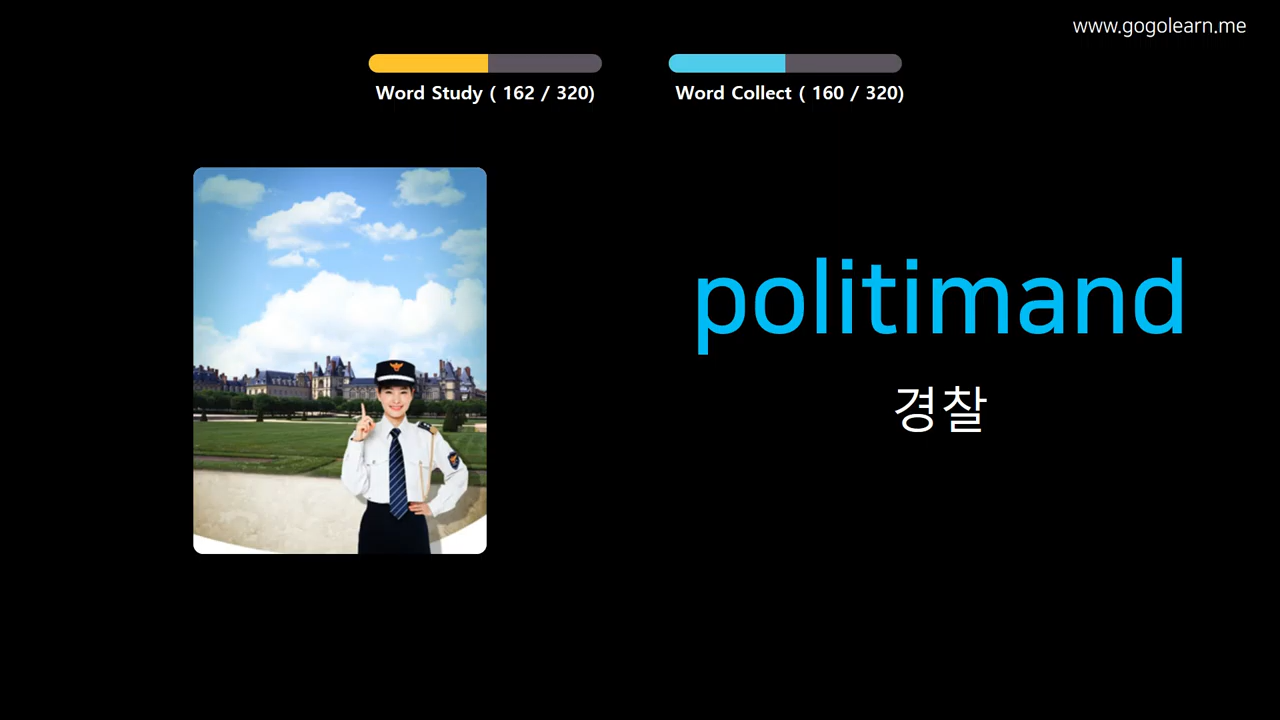 www.gogolearn.me
Word Study ( 162 / 320)
Word Collect ( 160 / 320)
politimand
경찰